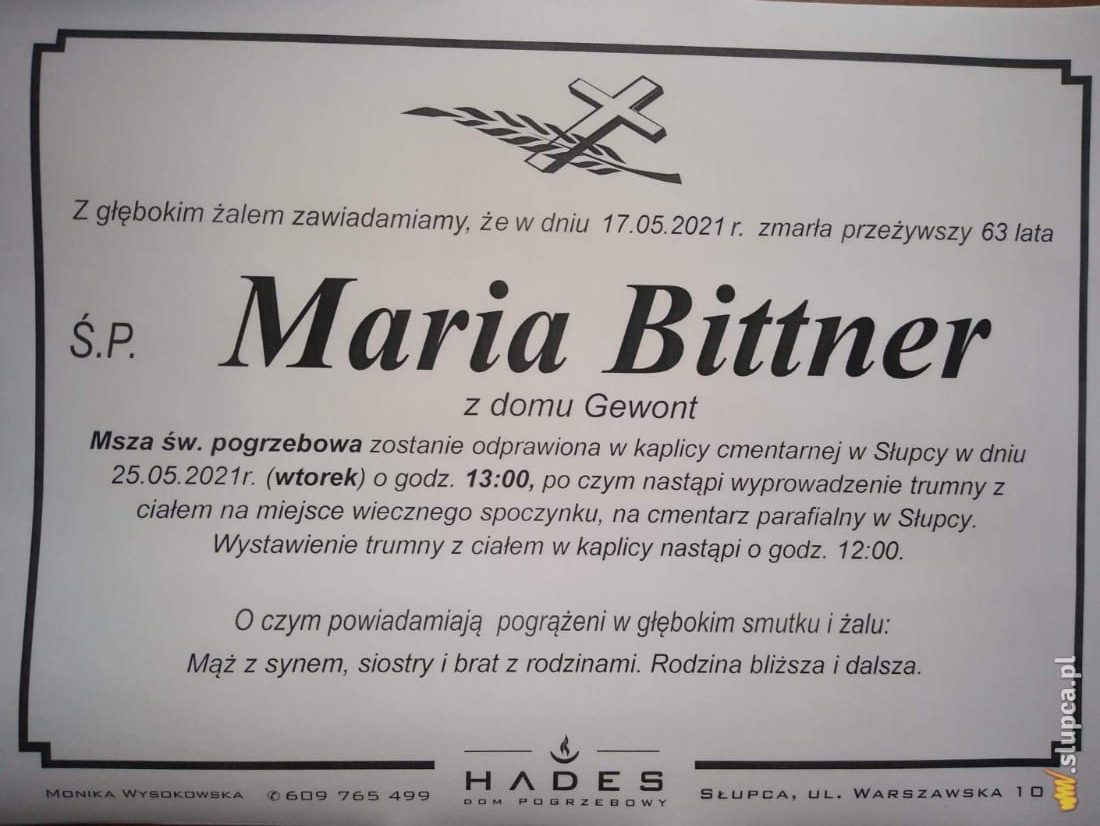 Z głębokim żalem zawiadamiamy, że w dniu 17.05.2021 r. zmarła przeżywszy 63 lata
Ś.P. Maria Bittner
z domu Gewont
Msza św. pogrzebowa zostanie odprawiona w kaplicy cmentarnej w Słupcy w dniu
25.05.2021r. (wtorek) o godz. 13:00, po czym nastąpi wyprowadzenie trumny z
ciałem na miejsce wiecznego spoczynku, na cmentarz parafialny w Słupcy.
Wystawienie trumny z ciałem w kaplicy nastąpi o godz. 12:00.
O czym powiadamiają pogrążeni w głębokim smutku i żalu:
Mąż z synem, siostry i brat z rodzinami. Rodzina bliższa i dalsza.
HADES
DOM POGRZEBOWY
MONIKA WYSOKOWSKA ✆609 765 499
SŁUPCA, UL. WARSZAWSKA 10
.slupca.pl